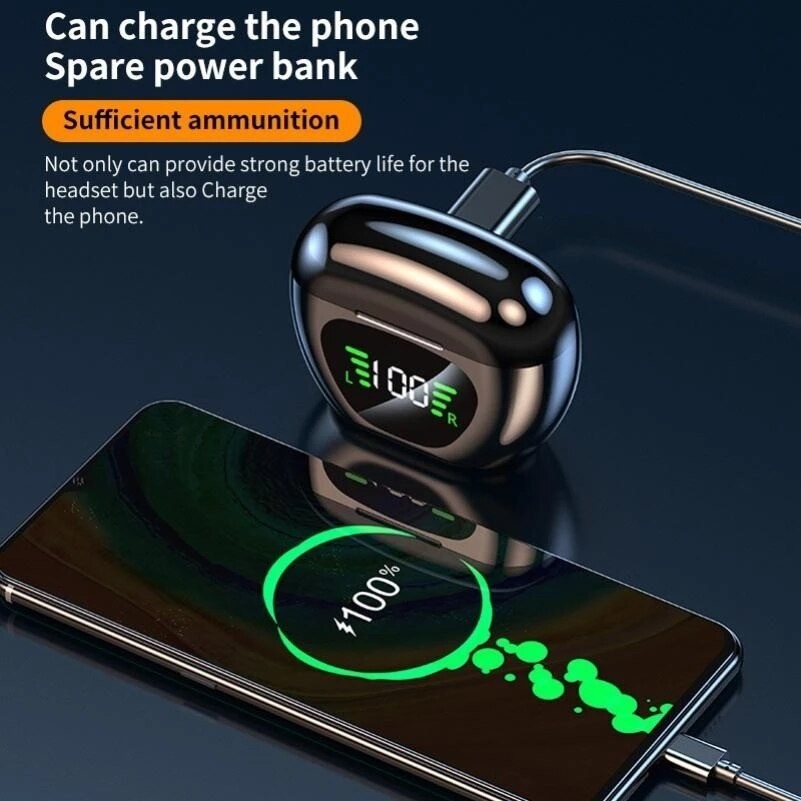 Can charge the phone
Spare power bank
Sufficient ammunition
Not only can provide strong battery life for the
headset but also Charge
the phone.
L 100 R
100
100%